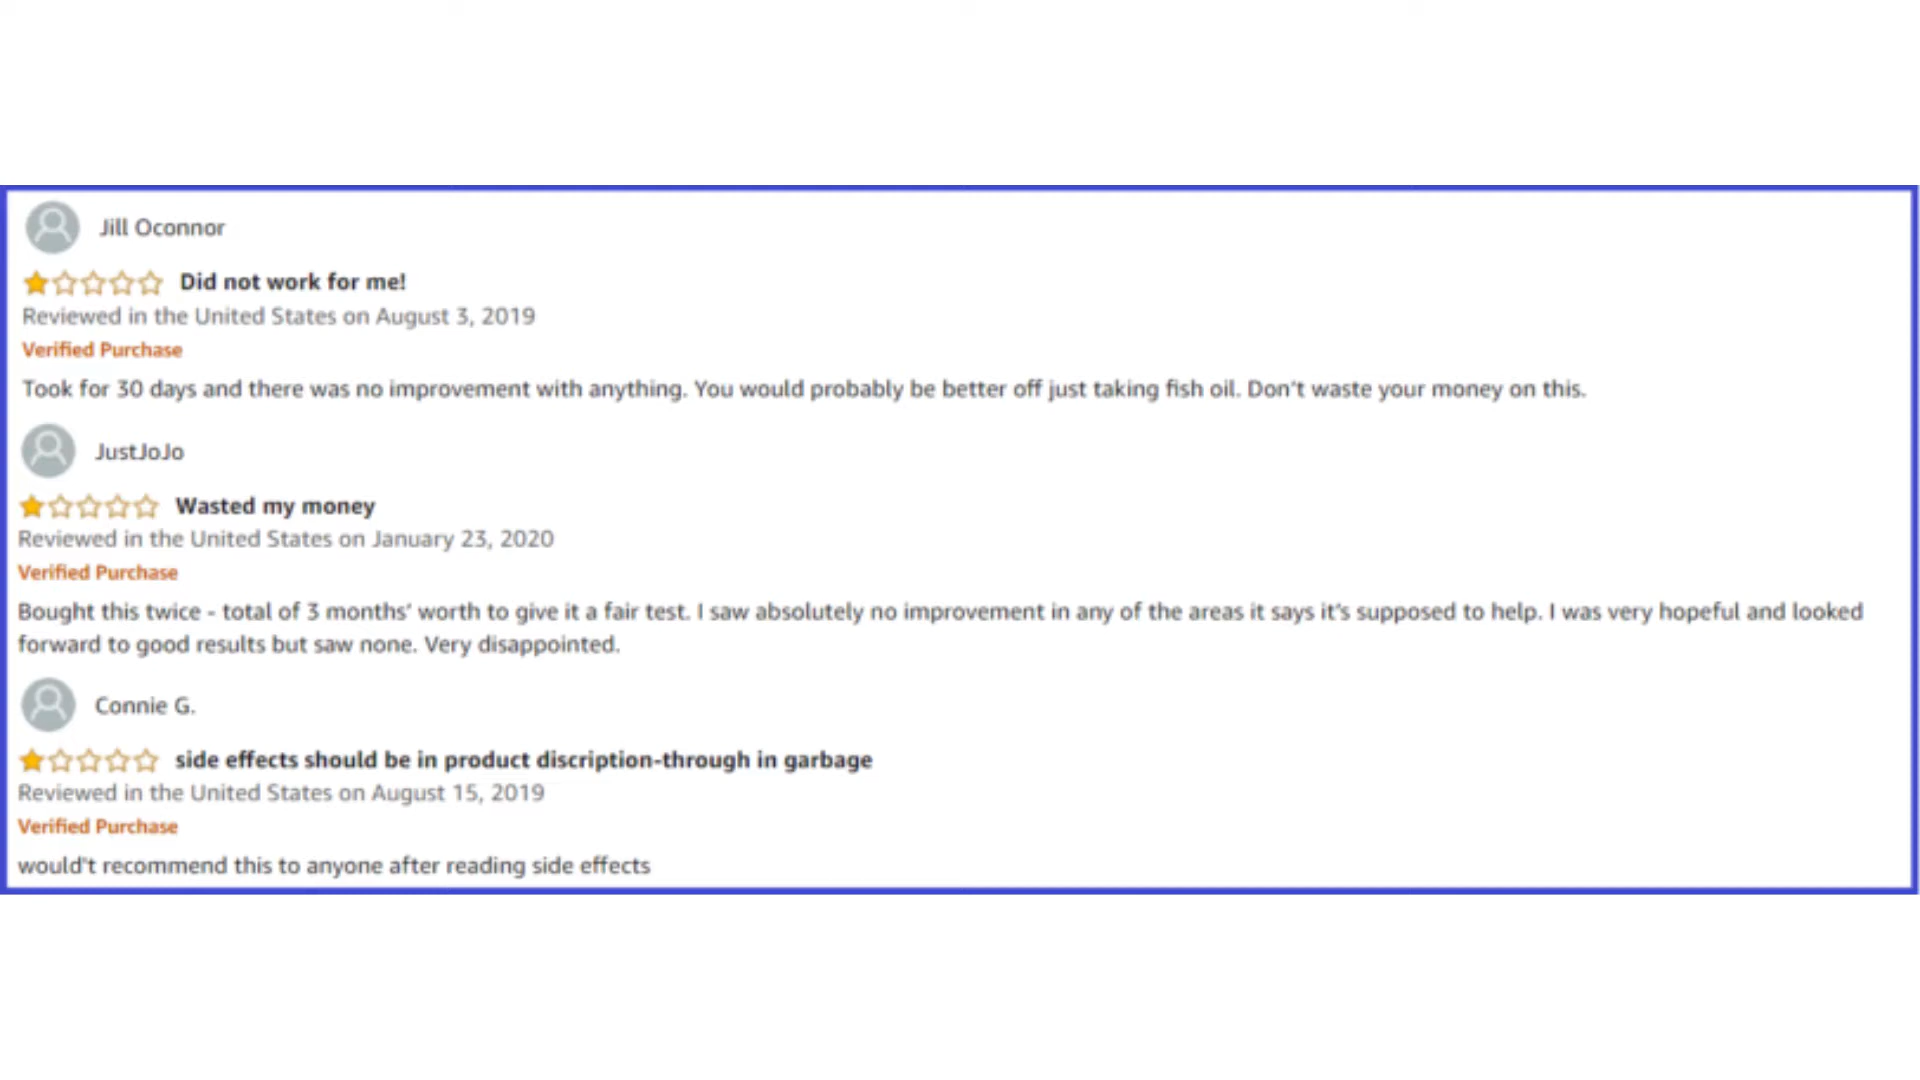 Jill Oconnor
Did not work for me!
Reviewed in the United States on August 3, 2019
Verified Purchase
Took for 30 days and there was no improvement with anything. You would probably be better off just taking fish oil. Don't waste your money on this.
JustJoJo
Wasted my money
Reviewed in the United States on January 23, 2020
Verified Purchase
Bought this twice - total of 3 months' worth to give it a fair test. I saw absolutely no improvement in any of the areas it says it's supposed to help. I was very hopeful and looked
forward to good results but saw none. Very disappointed.
Connie G.
side effects should be in product discription-through in garbage
Reviewed in the United States on August 15, 2019
Verified Purchase
would't recommend this to anyone after reading side effects